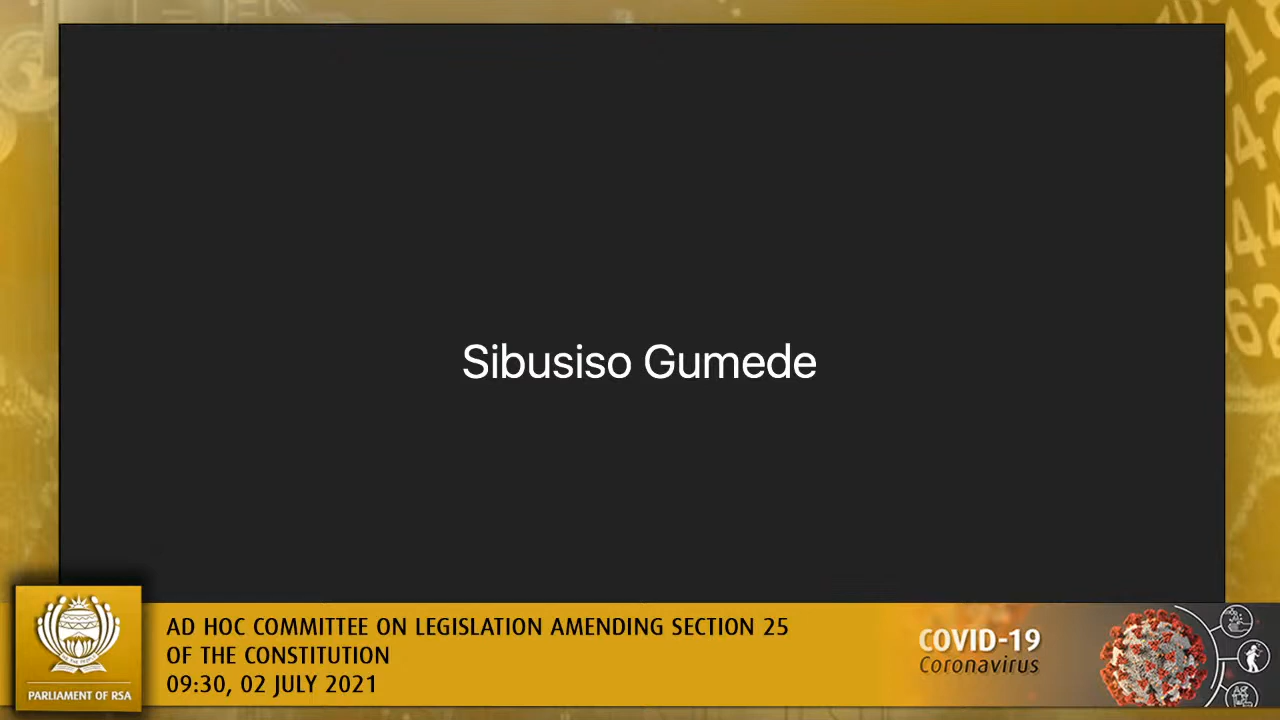 Sibusiso Gumede
AD HOC COMMITTEE ON LEGISLATION AMENDING SECTION 25
OF THE CONSTITUTION
09:30, 02 JULY 2021
PARLIAMENT OF RSA
COVID-19
Coronavirus